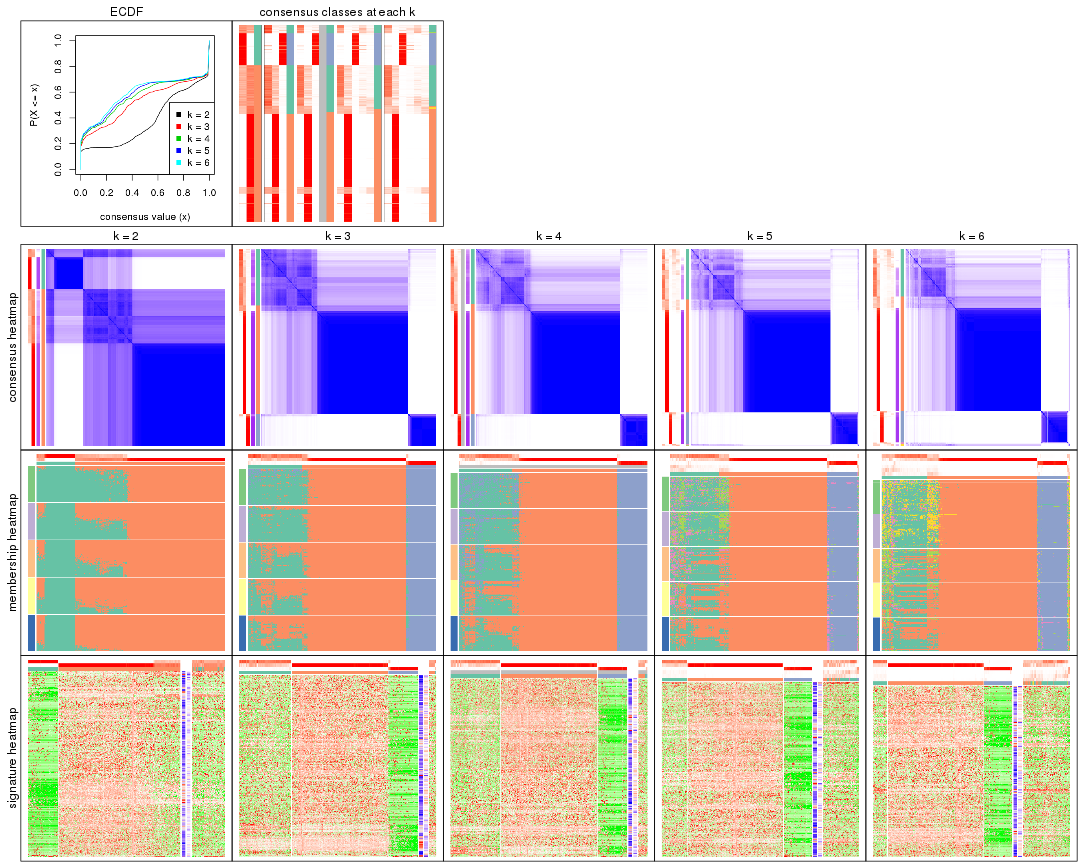 ECDF
consensus classes at each k
P(X <= x)
0.0 0.2 0.4 0.6 0.8 1.0
k = 2
k = 3
k = 4
k = 5
k = 6
0.0 0.2 0.4 0.6 0.8 1.0
consensus value (x)
k = 2
k = 3
k = 4
k = 5
k = 6
consensus heatmap
membership heatmap
signature heatmap